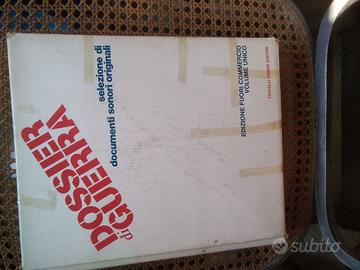 DOSSIER
di GUERRA
selezione di
documenti sonori originali
EDIZIONE FUORI COMMERCIO
VOLUME UNICO
FRATELLI FABBRI EDITORI
subito